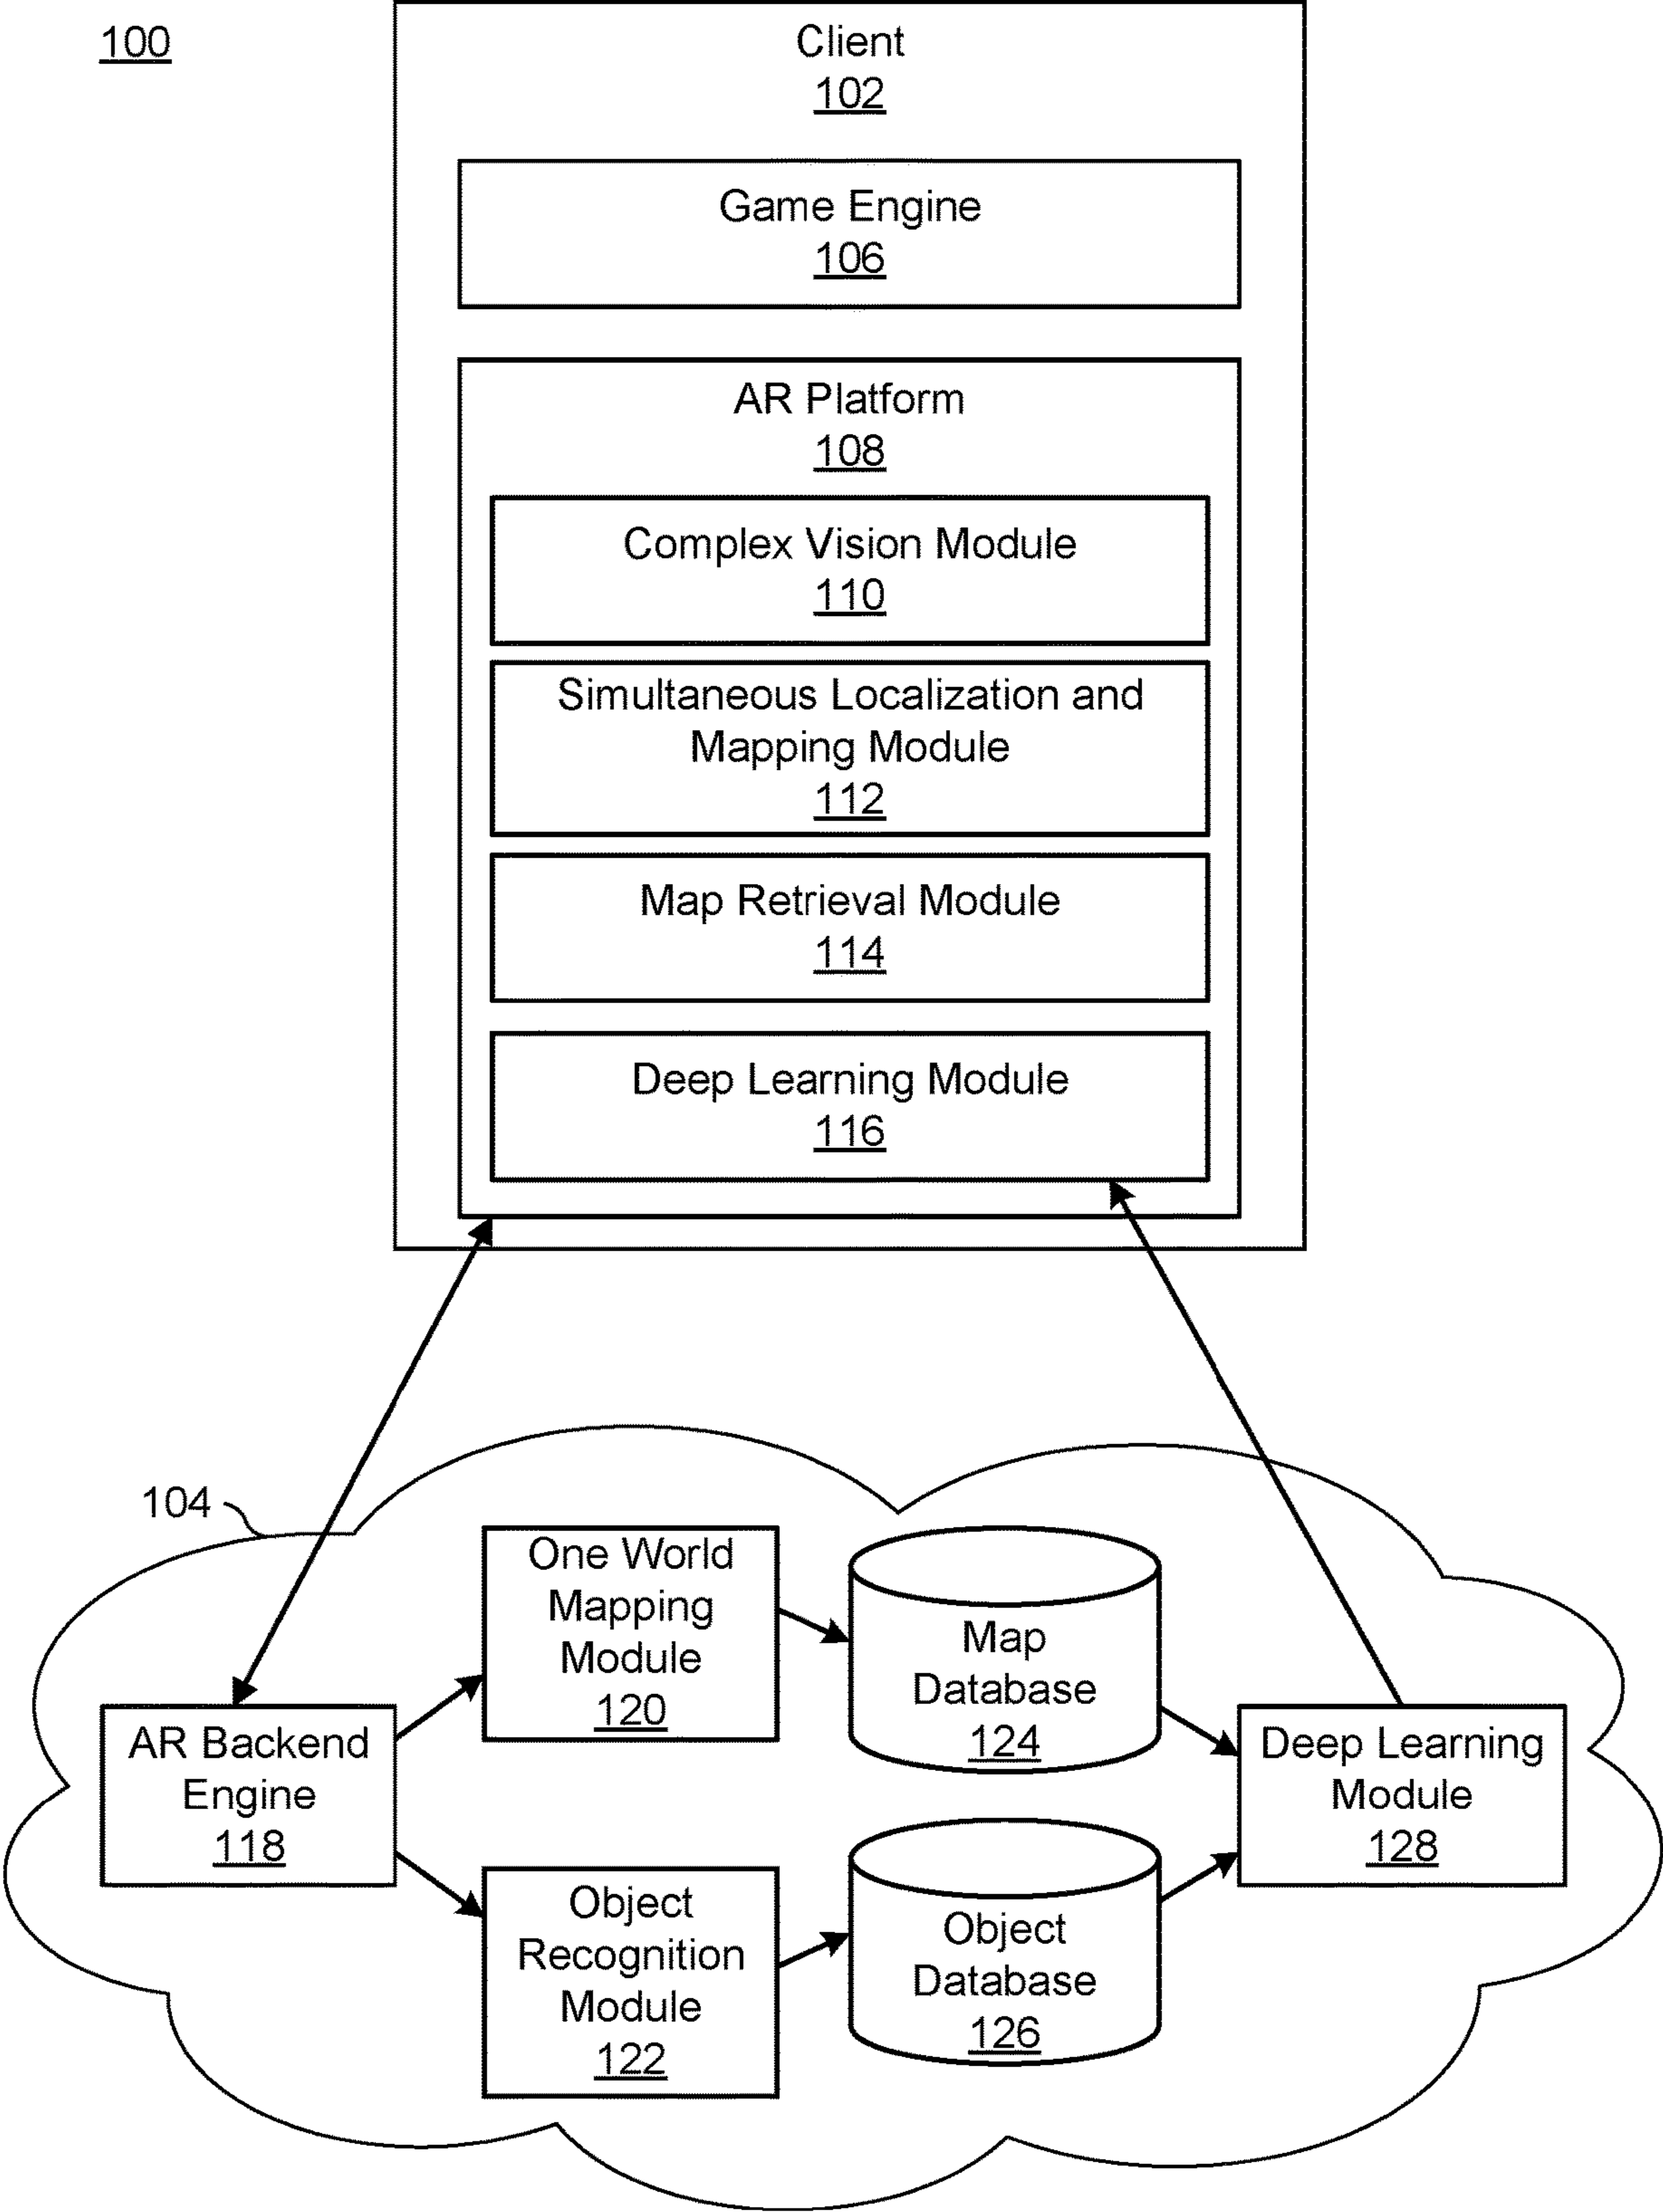 100
Client
102
Game Engine
106
AR Platform
108
Complex Vision Module
110
Simultaneous Localization and
Mapping Module
112
Map Retrieval Module
114
Deep Learning Module
116
104
One World
Mapping
Module
120
Map
Database
124
AR Backend
Engine
118
Deep Learning
Module
128
Object
Recognition
Module
122
Object
Database
126